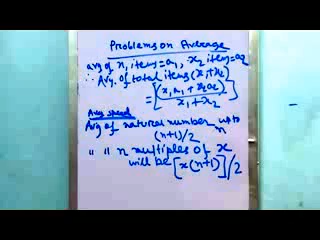 Problems on Average
avg of x₁ items = a₁, x₂ items = a₂
∴ Avg. of total items (x₁+x₂)
= [(x₁a₁ + x₂a₂) / x₁+x₂]
Avg speed
Avg of natural number upto n
(n+1)/2
" " n multiples of x
will be [x(n+1)]/2